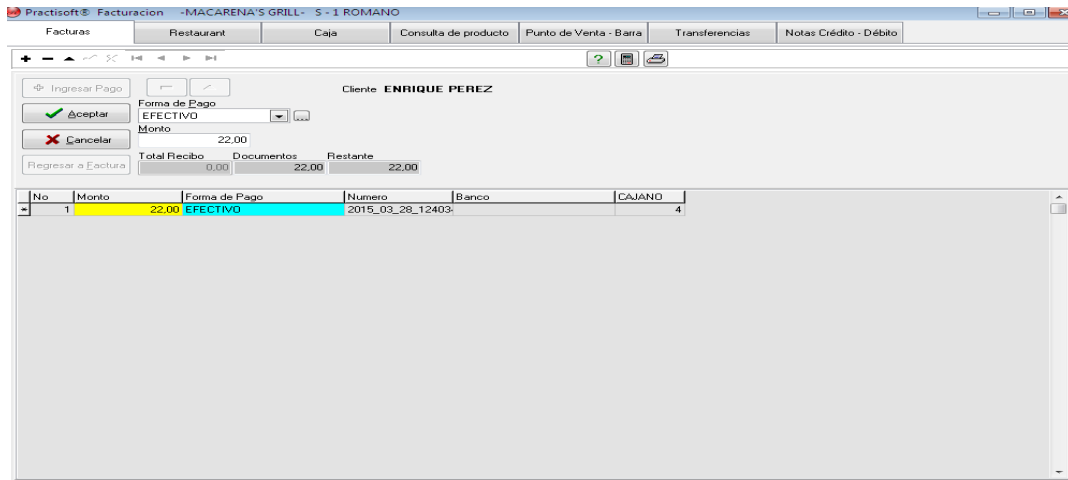 Practisoft® Facturacion -MACARENA'S GRILL- S - 1 ROMANO
Facturas Restaurant Caja Consulta de producto Punto de Venta - Barra Transferencias Notas Crédito - Débito
Ingresar Pago Cliente ENRIQUE PEREZ
Forma de Pago
Aceptar EFECTIVO
Monto
Cancelar 22,00
Total Recibo Documentos Restante
Regresar a Factura 0,00 22,00 22,00
No Monto Forma de Pago Numero Banco CAJANO
1 22,00 EFECTIVO 2015_03_28_12403- 4